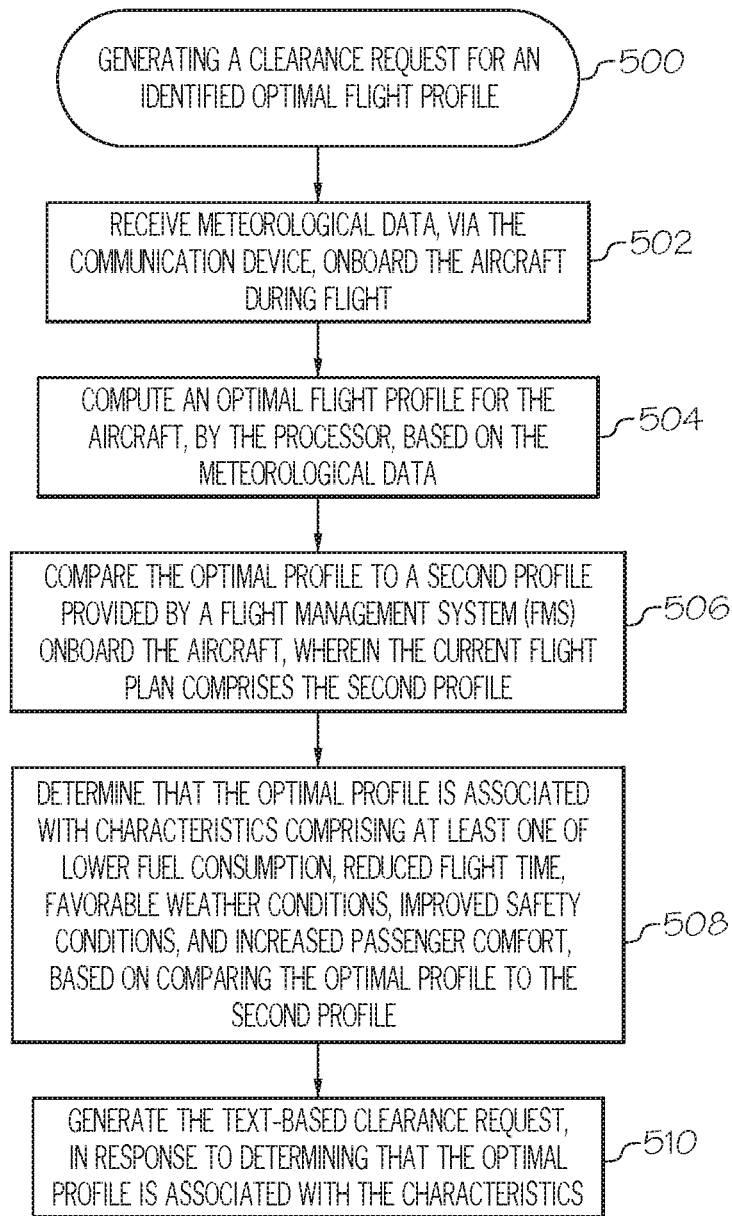 GENERATING A CLEARANCE REQUEST FOR AN
IDENTIFIED OPTIMAL FLIGHT PROFILE
500
RECEIVE METEOROLOGICAL DATA, VIA THE
COMMUNICATION DEVICE, ONBOARD THE AIRCRAFT
DURING FLIGHT
502
COMPUTE AN OPTIMAL FLIGHT PROFILE FOR THE
AIRCRAFT, BY THE PROCESSOR, BASED ON THE
METEOROLOGICAL DATA
504
COMPARE THE OPTIMAL PROFILE TO A SECOND PROFILE
PROVIDED BY A FLIGHT MANAGEMENT SYSTEM (FMS)
ONBOARD THE AIRCRAFT, WHEREIN THE CURRENT FLIGHT
PLAN COMPRISES THE SECOND PROFILE
506
DETERMINE THAT THE OPTIMAL PROFILE IS ASSOCIATED
WITH CHARACTERISTICS COMPRISING AT LEAST ONE OF
LOWER FUEL CONSUMPTION, REDUCED FLIGHT TIME,
FAVORABLE WEATHER CONDITIONS, IMPROVED SAFETY
CONDITIONS, AND INCREASED PASSENGER COMFORT,
BASED ON COMPARING THE OPTIMAL PROFILE TO THE
SECOND PROFILE
508
GENERATE THE TEXT-BASED CLEARANCE REQUEST,
IN RESPONSE TO DETERMINING THAT THE OPTIMAL
PROFILE IS ASSOCIATED WITH THE CHARACTERISTICS
510